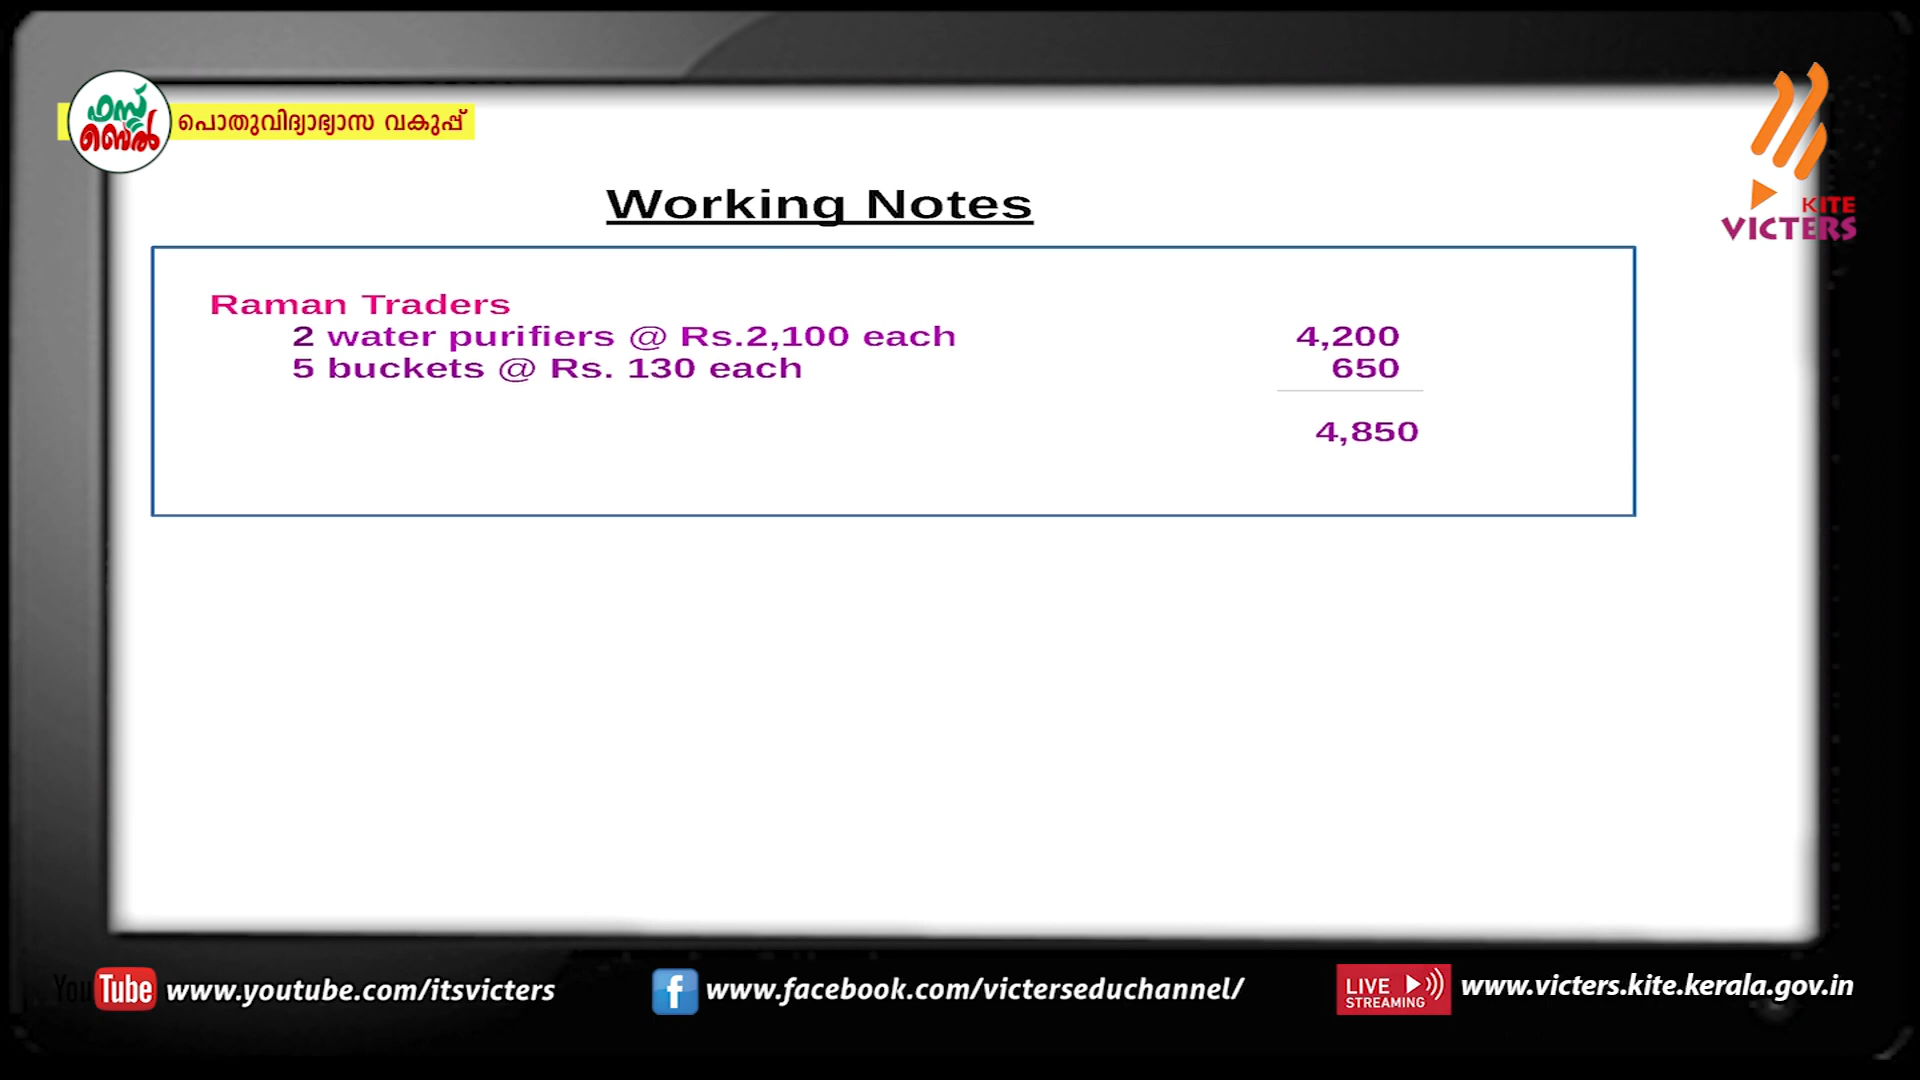 ഫസ്റ്റ്
ബെൽ
പൊതുവിദ്യാഭ്യാസ വകുപ്പ്
KITE
VICTERS
Working Notes
Raman Traders
2 water purifiers @ Rs.2,100 each 4,200
5 buckets @ Rs. 130 each 650
4,850
YouTube www.youtube.com/itsvicters
f www.facebook.com/victerseduchannel/
LIVE
STREAMING
www.victers.kite.kerala.gov.in